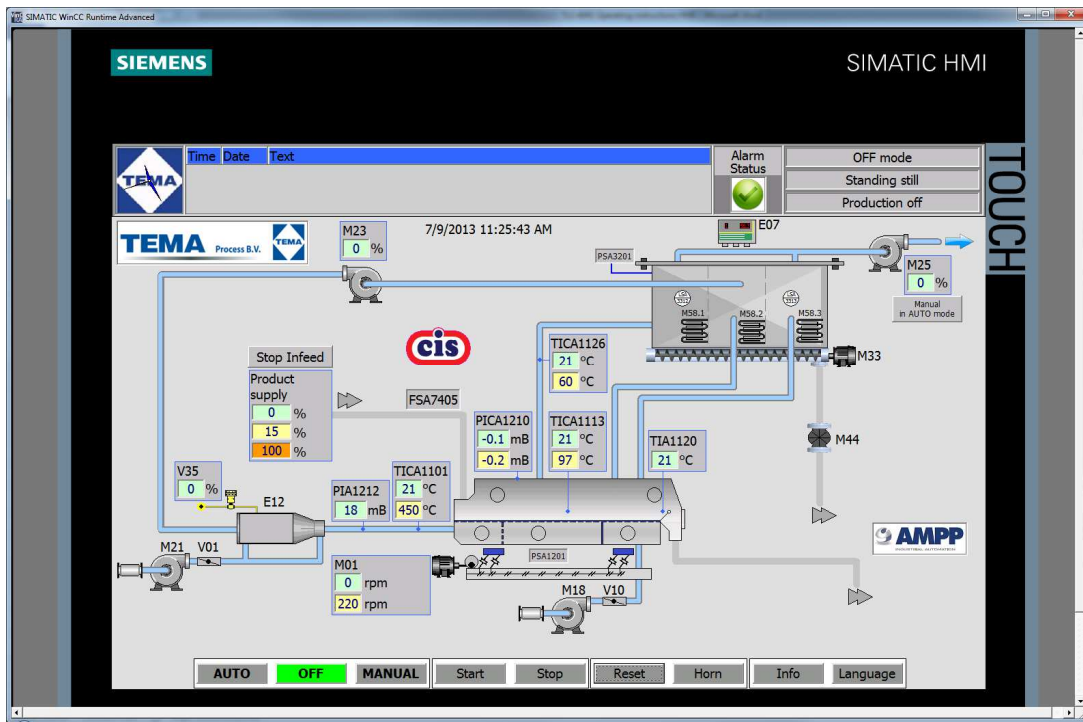 SIMATIC WinCC Runtime Advanced
SIEMENS
SIMATIC HMI
TOUCH
Time Date Text
Alarm
Status
OFF mode
Standing still
Production off
TEMA
TEMA Process B.V.
TEMA
M23
0 %
7/9/2013 11:25:43 AM
E07
PSA3201
M25
0 %
Manual
in AUTO mode
M58.1
M58.2
M58.3
M33
cis
TICA1126
21 °C
60 °C
Stop Infeed
Product
supply
0 %
15 %
100 %
FSA7405
PICA1210
-0.1 mB
-0.2 mB
TICA1113
21 °C
97 °C
TIA1120
21 °C
M44
V35
0 %
E12
PIA1212
18 mB
TICA1101
21 °C
450 °C
AMPP
INDUSTRIAL AUTOMATION
M21
V01
PSA1201
M01
0 rpm
220 rpm
M18
V10
AUTO
OFF
MANUAL
Start
Stop
Reset
Horn
Info
Language